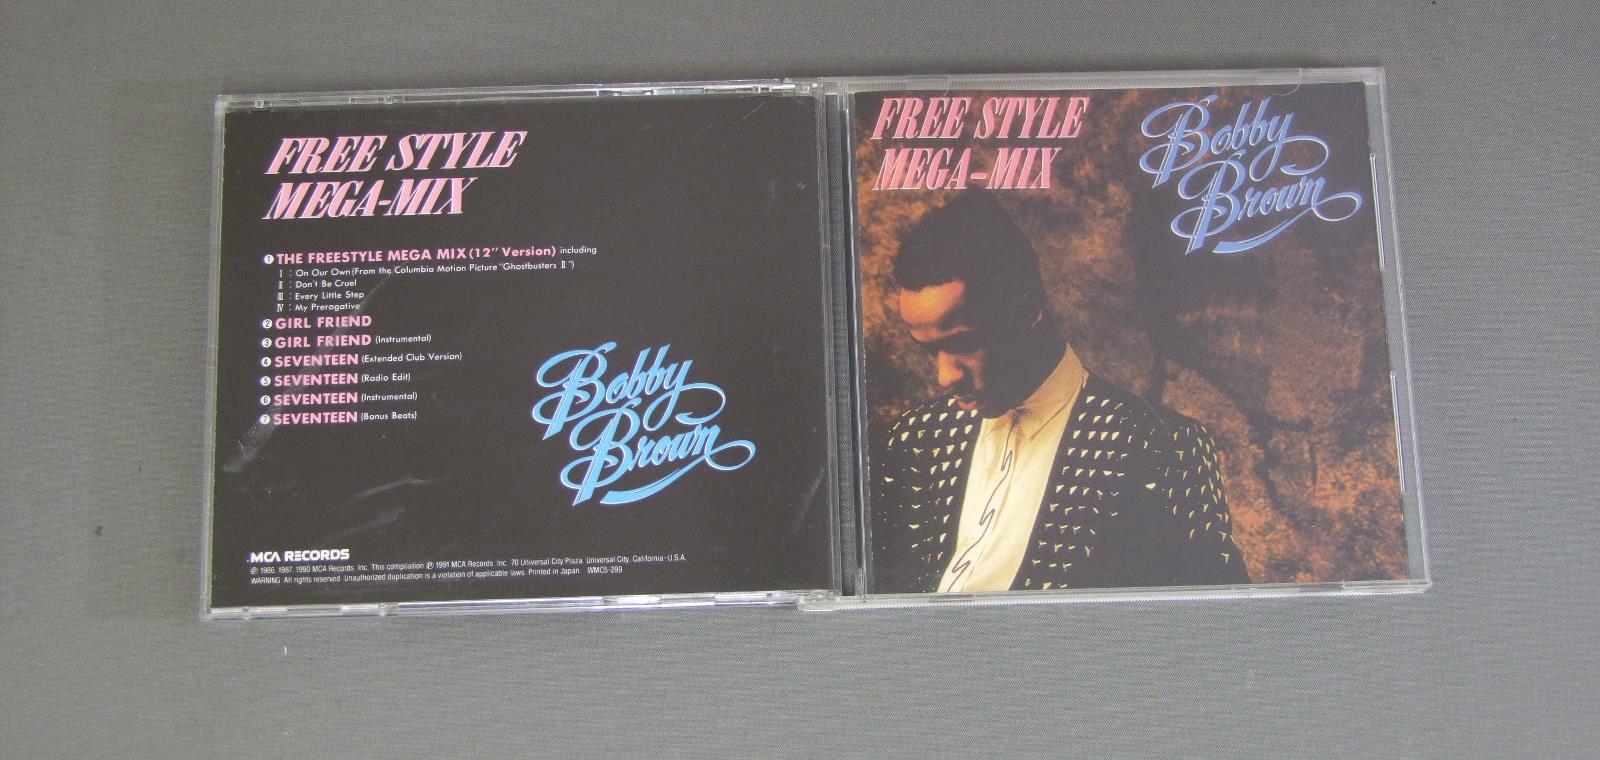 FREE STYLE
MEGA-MIX
❶ THE FREESTYLE MEGA MIX (12" Version) including
Ⅰ : On Our Own (From the Columbia Motion Picture "Ghostbusters Ⅱ")
Ⅱ : Don't Be Cruel
Ⅲ : Every Little Step
Ⅳ : My Prerogative
❷ GIRL FRIEND
❸ GIRL FRIEND (Instrumental)
❹ SEVENTEEN (Extended Club Version)
❺ SEVENTEEN (Radio Edit)
❻ SEVENTEEN (Instrumental)
❼ SEVENTEEN (Bonus Beats)
Bobby
Brown
MCA RECORDS
℗ 1986, 1987, 1990 MCA Records, Inc. This compilation ℗ 1991 MCA Records, Inc. 70 Universal City Plaza, Universal City, California-U.S.A.
WARNING: All rights reserved. Unauthorized duplication is a violation of applicable laws. Printed in Japan. WMC5-299
FREE STYLE
MEGA-MIX
Bobby
Brown